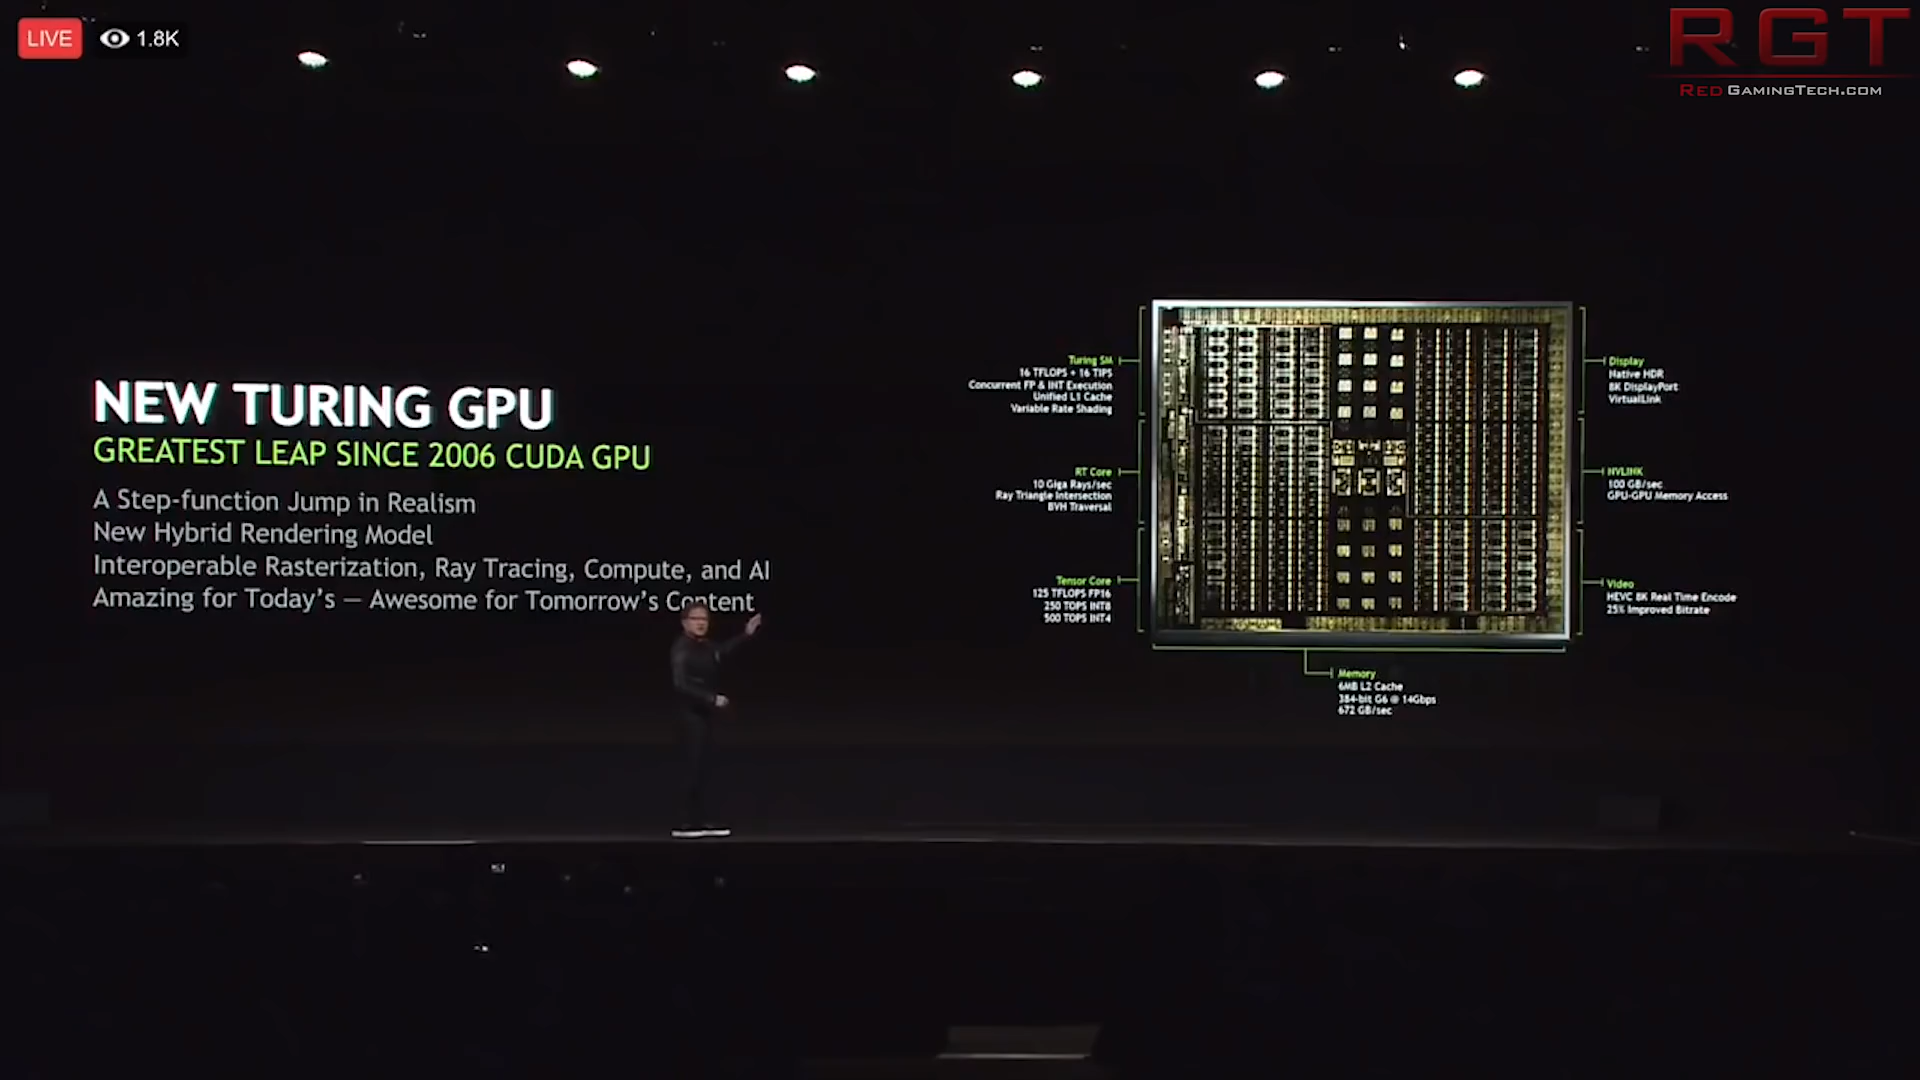 LIVE 1.8K
RGT
REDGAMINGTECH.COM
NEW TURING GPU
GREATEST LEAP SINCE 2006 CUDA GPU
A Step-function Jump in Realism
New Hybrid Rendering Model
Interoperable Rasterization, Ray Tracing, Compute, and AI
Amazing for Today's — Awesome for Tomorrow's Content
Turing SM
16 TFLOPS + 16 TIPS
Concurrent FP & INT Execution
Unified L1 Cache
Variable Rate Shading
RT Core
10 Giga Rays/sec
Ray Triangle Intersection
BVH Traversal
Tensor Core
125 TFLOPS FP16
250 TOPS INT8
500 TOPS INT4
Display
Native HDR
8K DisplayPort
VirtualLink
NVLINK
100 GB/sec
GPU-GPU Memory Access
Video
HEVC 8K Real Time Encode
25% Improved Bitrate
Memory
6MB L2 Cache
384-bit G6 @ 14Gbps
672 GB/sec